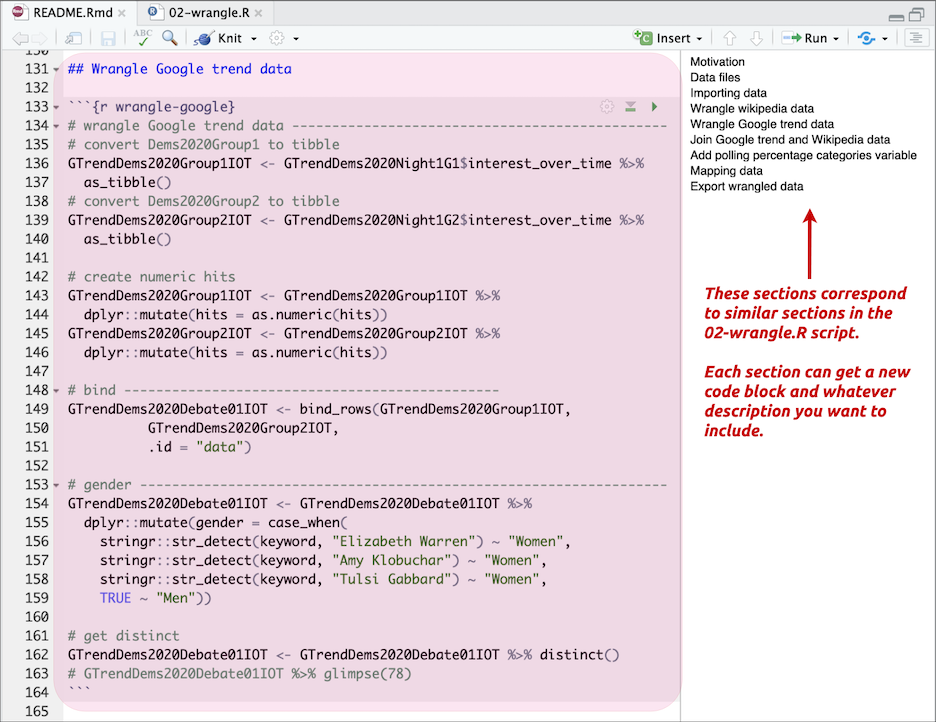 README.Rmd 02-wrangle.R
ABC Knit Insert Run
130
131 ## Wrangle Google trend data
132
133 ```{r wrangle-google}
134 # wrangle Google trend data -----------------------------------------------
135 # convert Dems2020Group1 to tibble
136 GTrendDems2020Group1IOT <- GTrendDems2020Night1G1$interest_over_time %>%
137   as_tibble()
138 # convert Dems2020Group2 to tibble
139 GTrendDems2020Group2IOT <- GTrendDems2020Night1G2$interest_over_time %>%
140   as_tibble()
141
142 # create numeric hits
143 GTrendDems2020Group1IOT <- GTrendDems2020Group1IOT %>%
144   dplyr::mutate(hits = as.numeric(hits))
145 GTrendDems2020Group2IOT <- GTrendDems2020Group2IOT %>%
146   dplyr::mutate(hits = as.numeric(hits))
147
148 # bind -----------------------------------------------
149 GTrendDems2020Debate01IOT <- bind_rows(GTrendDems2020Group1IOT,
150           GTrendDems2020Group2IOT,
151           .id = "data")
152
153 # gender ------------------------------------------------------------------
154 GTrendDems2020Debate01IOT <- GTrendDems2020Debate01IOT %>%
155   dplyr::mutate(gender = case_when(
156     stringr::str_detect(keyword, "Elizabeth Warren") ~ "Women",
157     stringr::str_detect(keyword, "Amy Klobuchar") ~ "Women",
158     stringr::str_detect(keyword, "Tulsi Gabbard") ~ "Women",
159     TRUE ~ "Men"))
160
161 # get distinct
162 GTrendDems2020Debate01IOT <- GTrendDems2020Debate01IOT %>% distinct()
163 # GTrendDems2020Debate01IOT %>% glimpse(78)
164 ```
165
Motivation
Data files
Importing data
Wrangle wikipedia data
Wrangle Google trend data
Join Google trend and Wikipedia data
Add polling percentage categories variable
Mapping data
Export wrangled data
These sections correspond
to similar sections in the
02-wrangle.R script.
Each section can get a new
code block and whatever
description you want to
include.